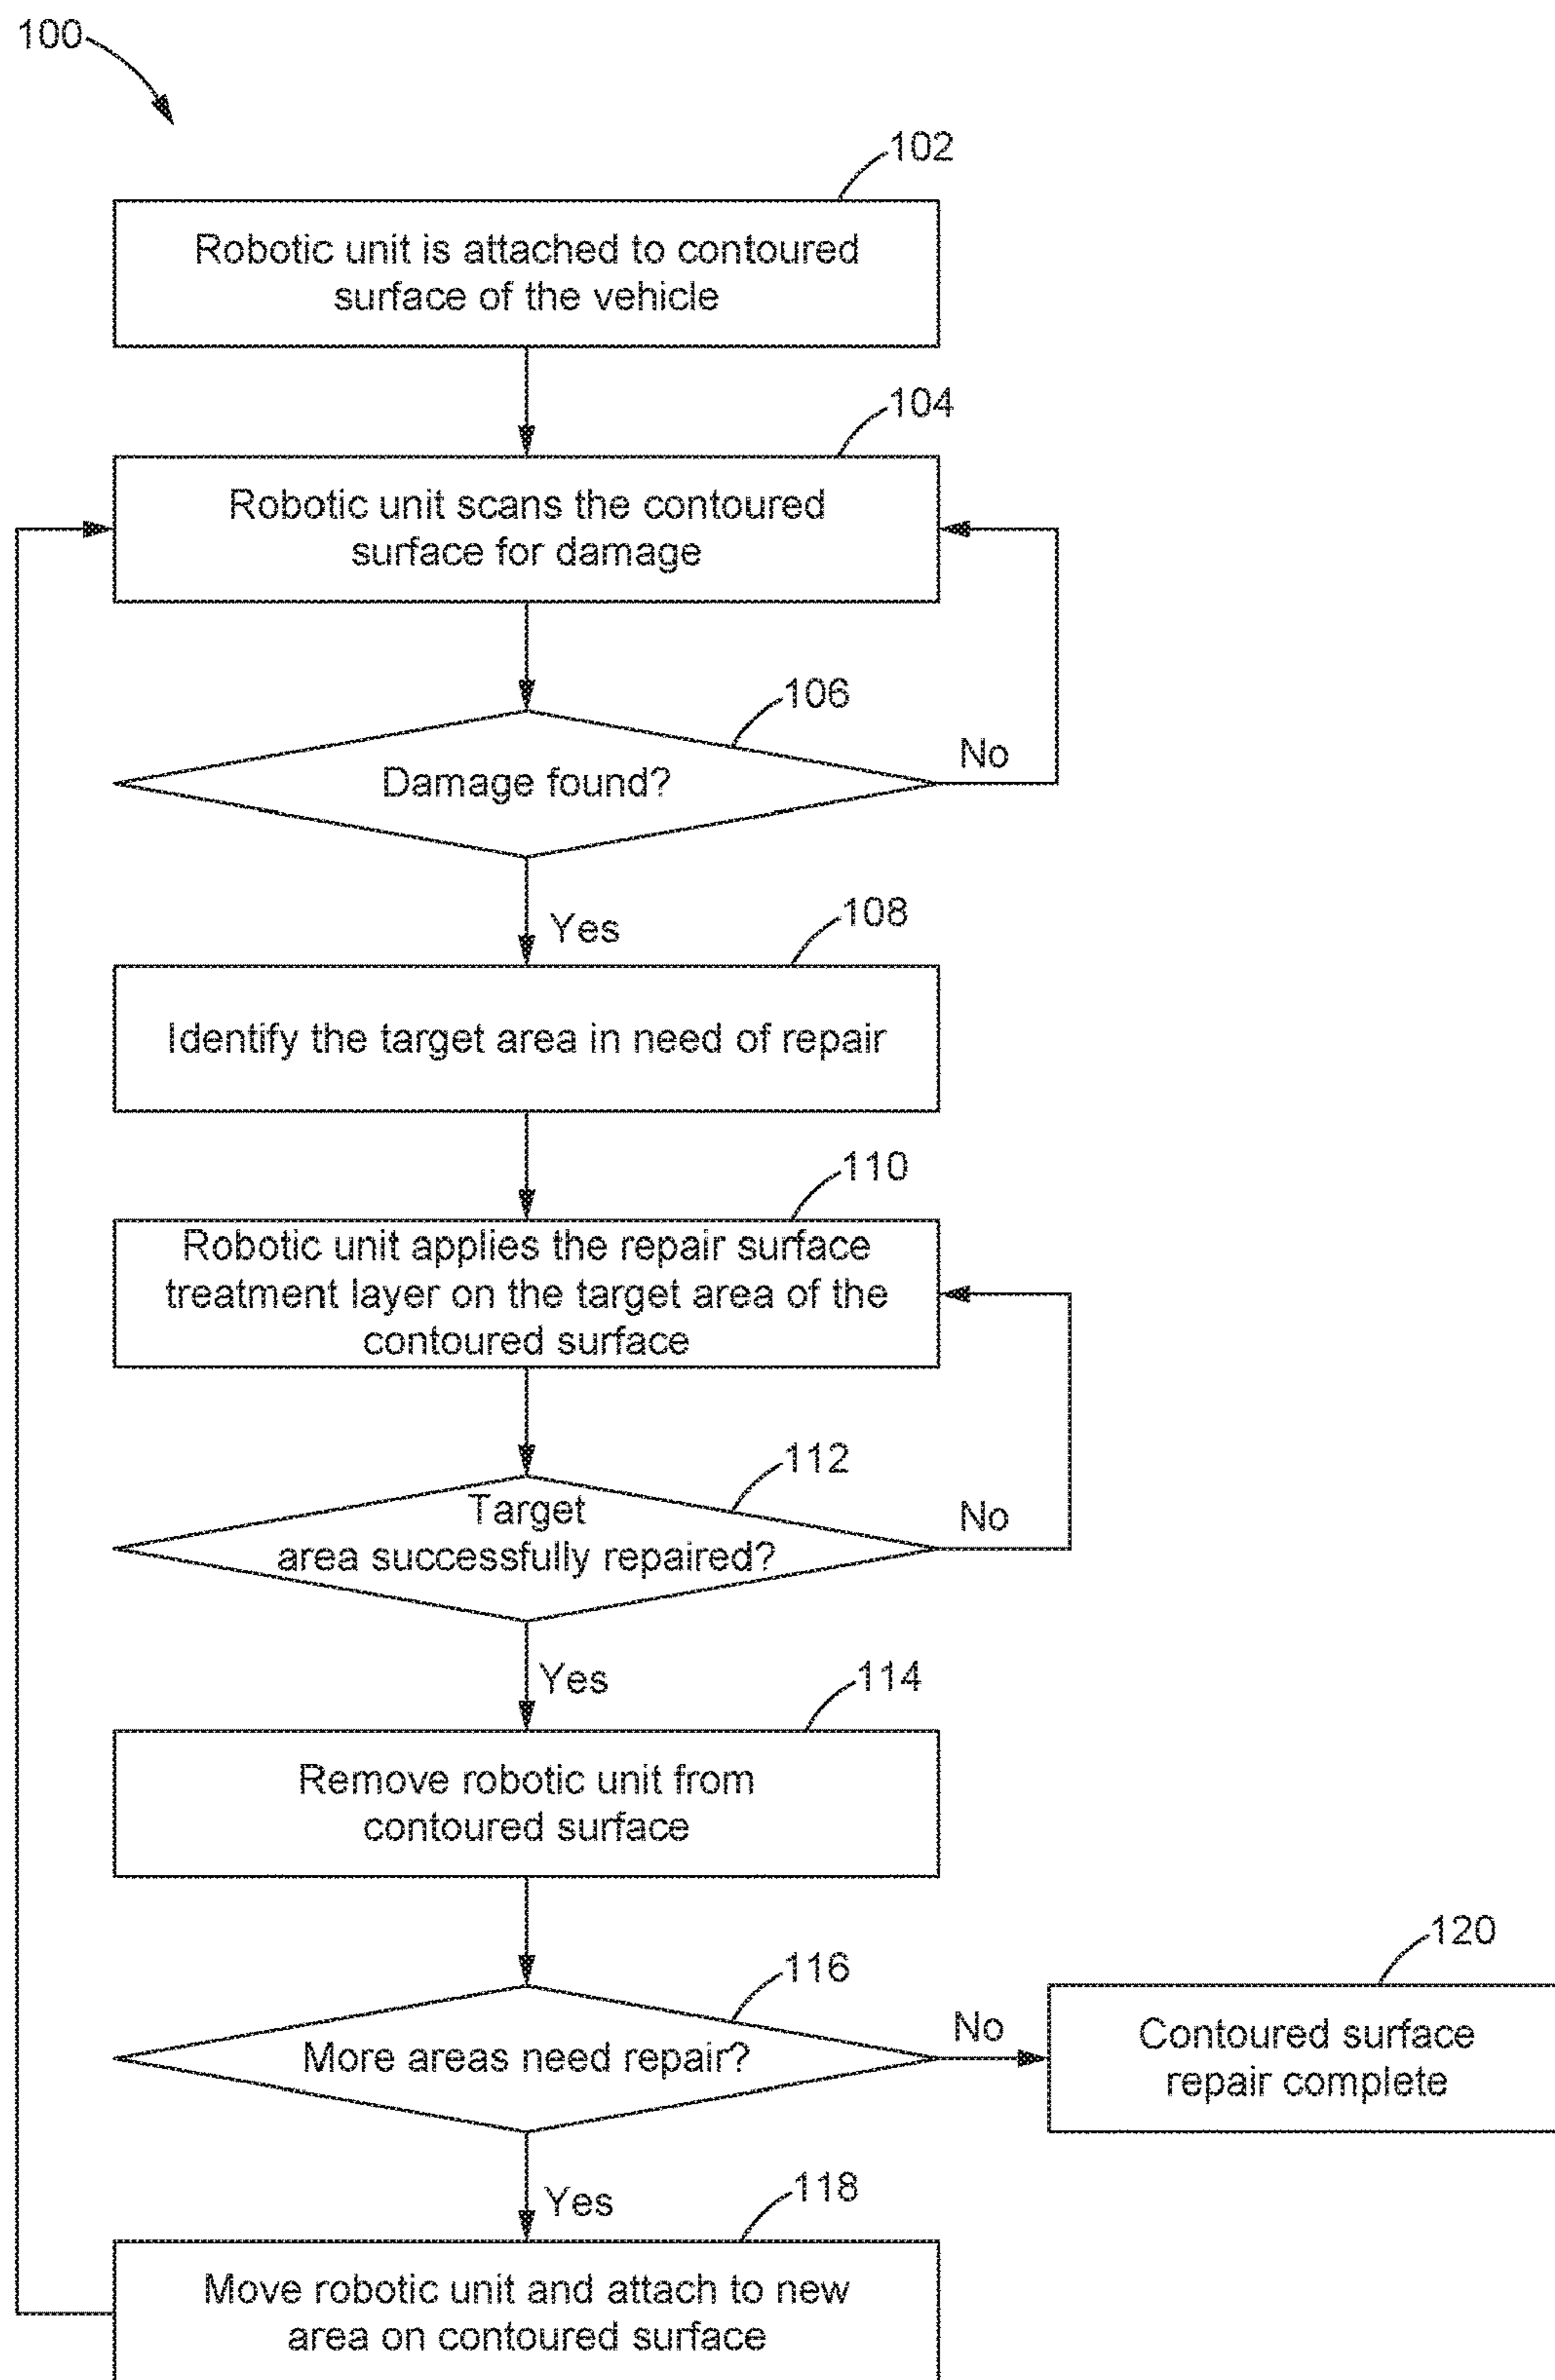 100
102
Robotic unit is attached to contoured
surface of the vehicle
104
Robotic unit scans the contoured
surface for damage
106
Damage found?
No
Yes
108
Identify the target area in need of repair
110
Robotic unit applies the repair surface
treatment layer on the target area of the
contoured surface
112
Target
area successfully repaired?
No
Yes
114
Remove robotic unit from
contoured surface
116
More areas need repair?
No
120
Contoured surface
repair complete
Yes
118
Move robotic unit and attach to new
area on contoured surface